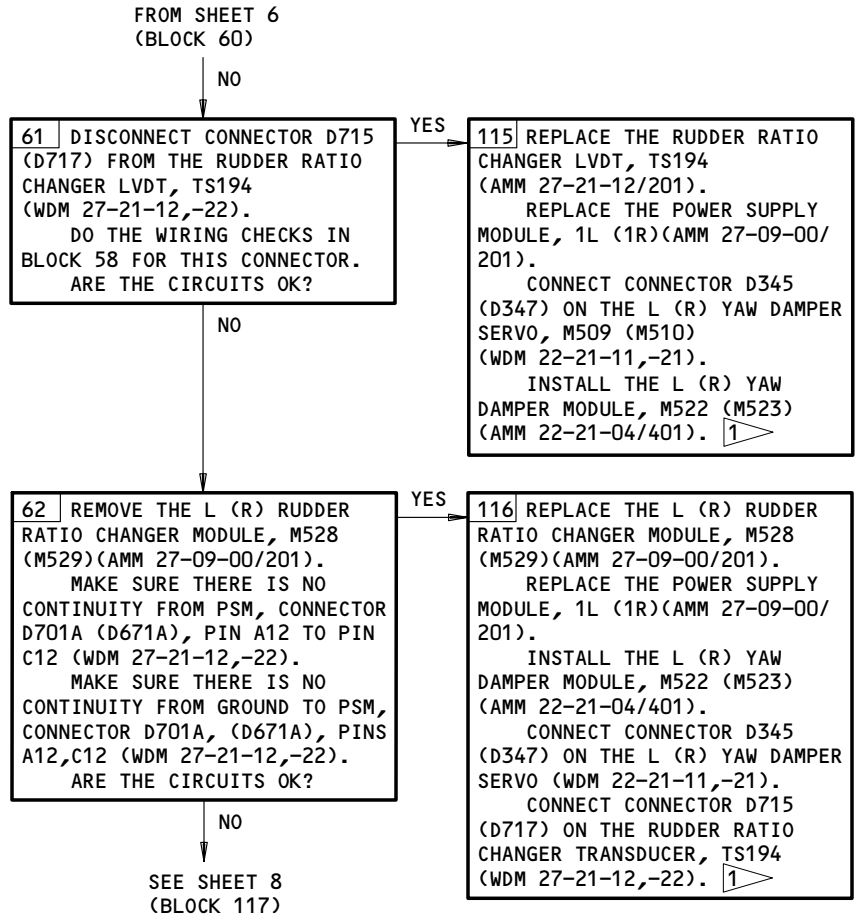 FROM SHEET 6
(BLOCK 60)
NO
61 DISCONNECT CONNECTOR D715
(D717) FROM THE RUDDER RATIO
CHANGER LVDT, TS194
(WDM 27-21-12,-22).
DO THE WIRING CHECKS IN
BLOCK 58 FOR THIS CONNECTOR.
ARE THE CIRCUITS OK?
YES
115 REPLACE THE RUDDER RATIO
CHANGER LVDT, TS194
(AMM 27-21-12/201).
REPLACE THE POWER SUPPLY
MODULE, 1L (1R)(AMM 27-09-00/
201).
CONNECT CONNECTOR D345
(D347) ON THE L (R) YAW DAMPER
SERVO, M509 (M510)
(WDM 22-21-11,-21).
INSTALL THE L (R) YAW
DAMPER MODULE, M522 (M523)
(AMM 22-21-04/401). 1
NO
62 REMOVE THE L (R) RUDDER
RATIO CHANGER MODULE, M528
(M529)(AMM 27-09-00/201).
MAKE SURE THERE IS NO
CONTINUITY FROM PSM, CONNECTOR
D701A (D671A), PIN A12 TO PIN
C12 (WDM 27-21-12,-22).
MAKE SURE THERE IS NO
CONTINUITY FROM GROUND TO PSM,
CONNECTOR D701A, (D671A), PINS
A12,C12 (WDM 27-21-12,-22).
ARE THE CIRCUITS OK?
YES
116 REPLACE THE L (R) RUDDER
RATIO CHANGER MODULE, M528
(M529)(AMM 27-09-00/201).
REPLACE THE POWER SUPPLY
MODULE, 1L (1R)(AMM 27-09-00/
201).
INSTALL THE L (R) YAW
DAMPER MODULE, M522 (M523)
(AMM 22-21-04/401).
CONNECT CONNECTOR D345
(D347) ON THE L (R) YAW DAMPER
SERVO (WDM 22-21-11,-21).
CONNECT CONNECTOR D715
(D717) ON THE RUDDER RATIO
CHANGER TRANSDUCER, TS194
(WDM 27-21-12,-22). 1
NO
SEE SHEET 8
(BLOCK 117)